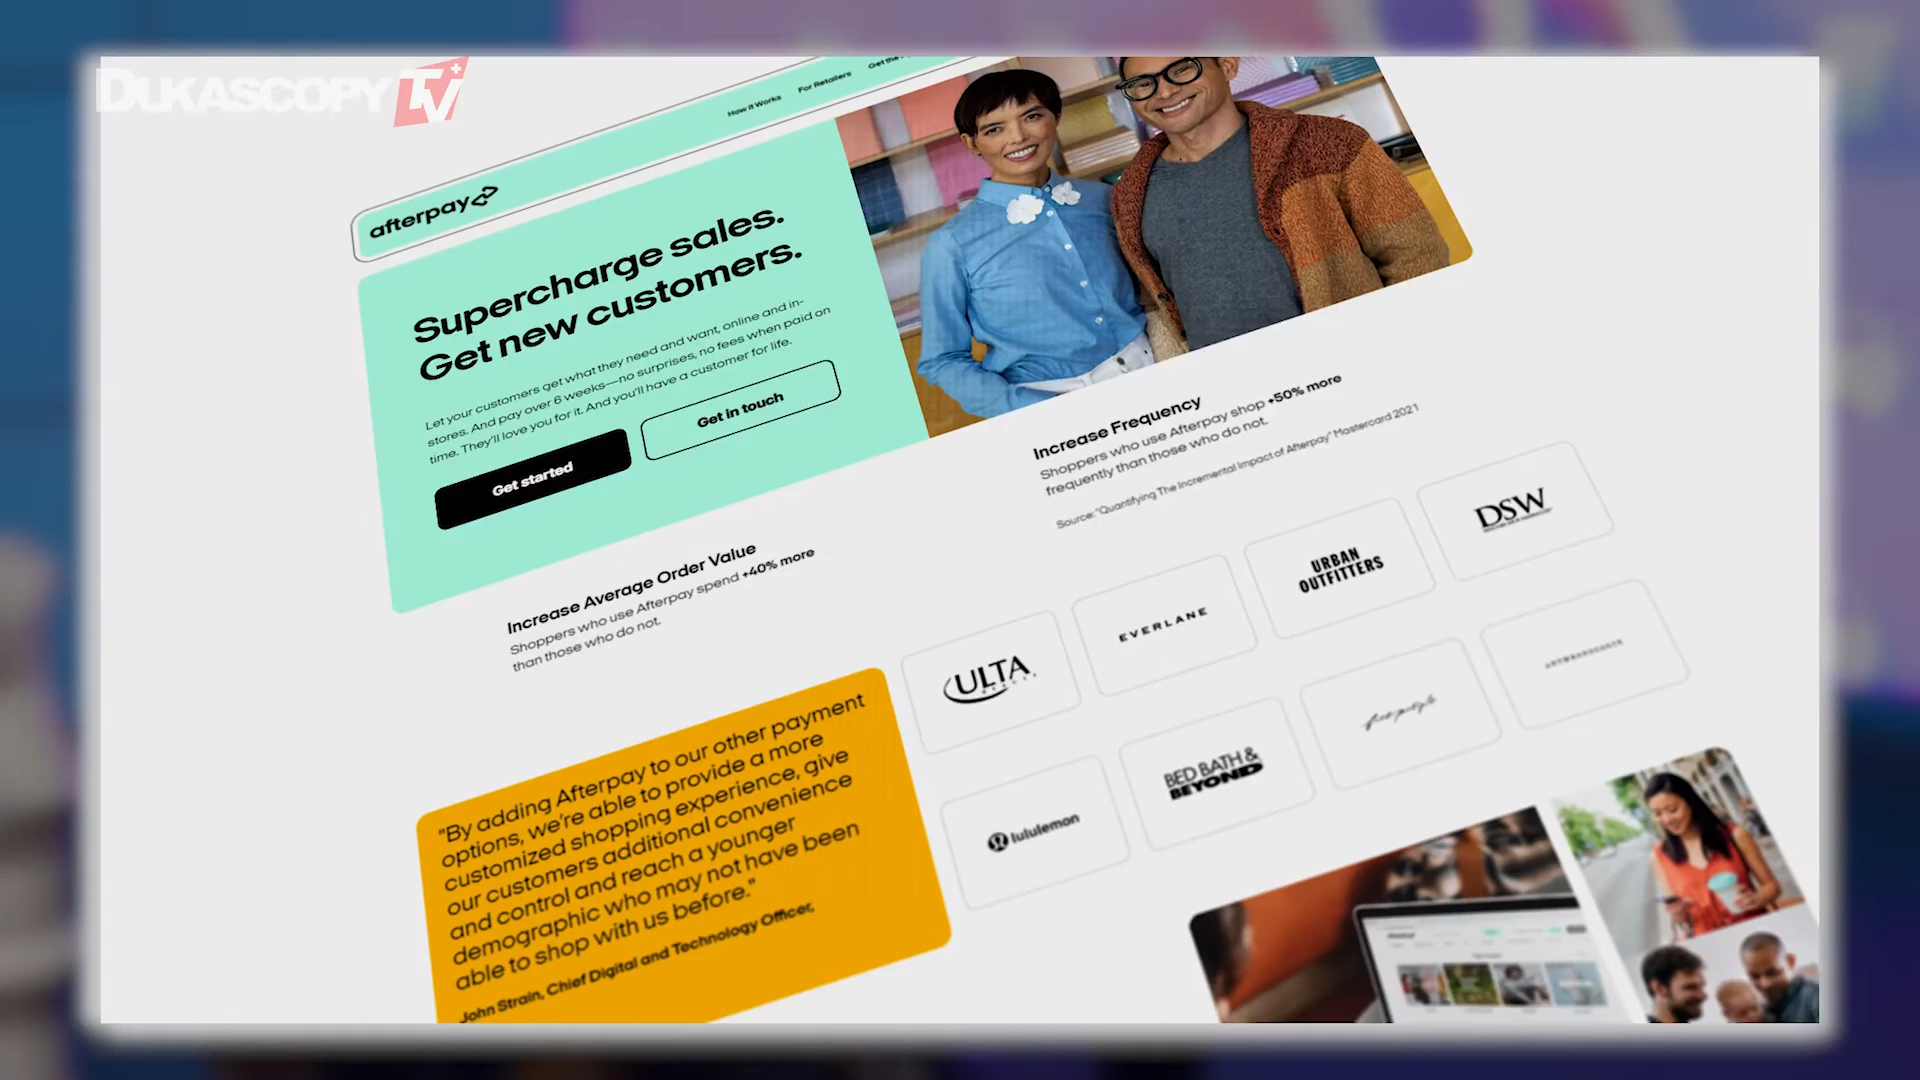 DUKASCOPY TV+
How it Works
For Retailers
Get the
afterpay
Supercharge sales.
Get new customers.
Let your customers get what they need and want, online and in-
stores. And pay over 6 weeks—no surprises, no fees when paid on
time. They'll love you for it. And you'll have a customer for life.
Get started
Get in touch
Increase Frequency
Shoppers who use Afterpay shop +50% more
frequently than those who do not.
Source: "Quantifying The Incremental Impact of Afterpay" Mastercard 2021
Increase Average Order Value
Shoppers who use Afterpay spend +40% more
than those who do not.
ULTA
BEAUTY
EVERLANE
URBAN
OUTFITTERS
DSW
lululemon
BED BATH &
BEYOND
free people
"By adding Afterpay to our other payment
options, we're able to provide a more
customized shopping experience, give
our customers additional convenience
and control and reach a younger
demographic who may not have been
able to shop with us before."
John Strain, Chief Digital and Technology Officer,